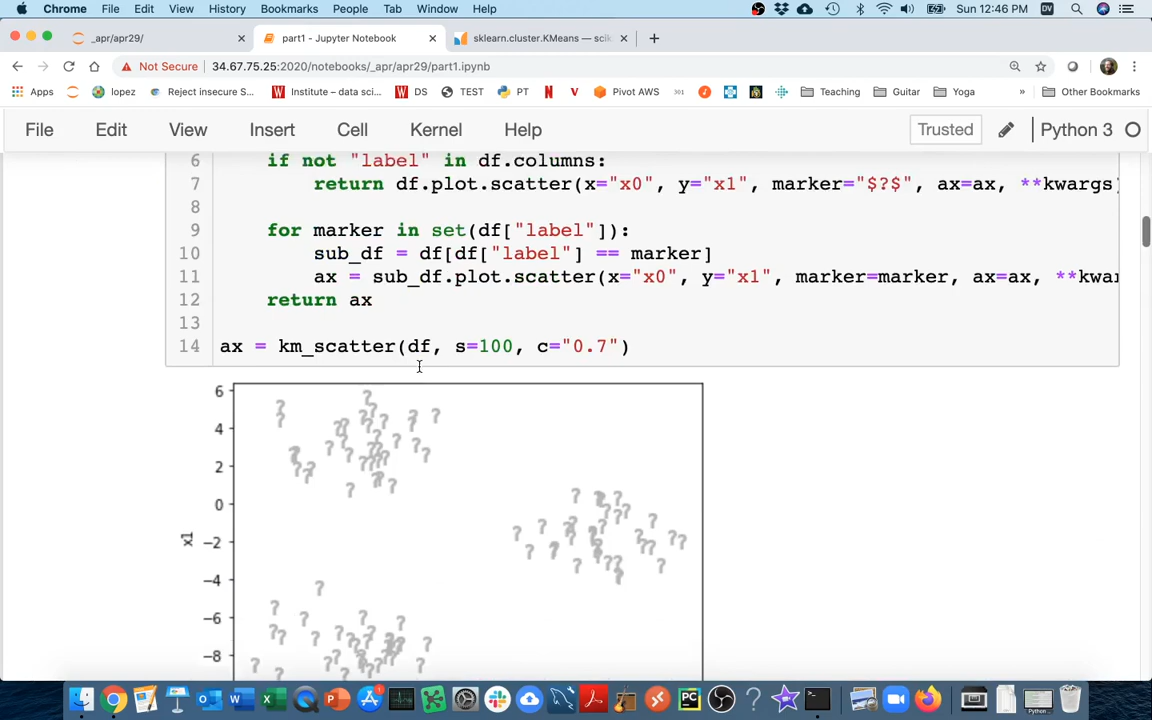 Chrome File Edit View History Bookmarks People Tab Window Help Sun 12:46 PM DV
_apr/apr29/ part1 - Jupyter Notebook sklearn.cluster.KMeans — scik
Not Secure 34.67.75.25:2020/notebooks/_apr/apr29/part1.ipynb
Apps lopez Reject insecure S... Institute – data sci... DS TEST PT Pivot AWS 301 Teaching Guitar Yoga » Other Bookmarks
File Edit View Insert Cell Kernel Help Trusted Python 3
6 if not "label" in df.columns:
7 return df.plot.scatter(x="x0", y="x1", marker="$?$", ax=ax, **kwargs)
8
9 for marker in set(df["label"]):
10 sub_df = df[df["label"] == marker]
11 ax = sub_df.plot.scatter(x="x0", y="x1", marker=marker, ax=ax, **kwar
12 return ax
13
14 ax = km_scatter(df, s=100, c="0.7")
6
4
2
0
−2
−4
−6
−8
x1